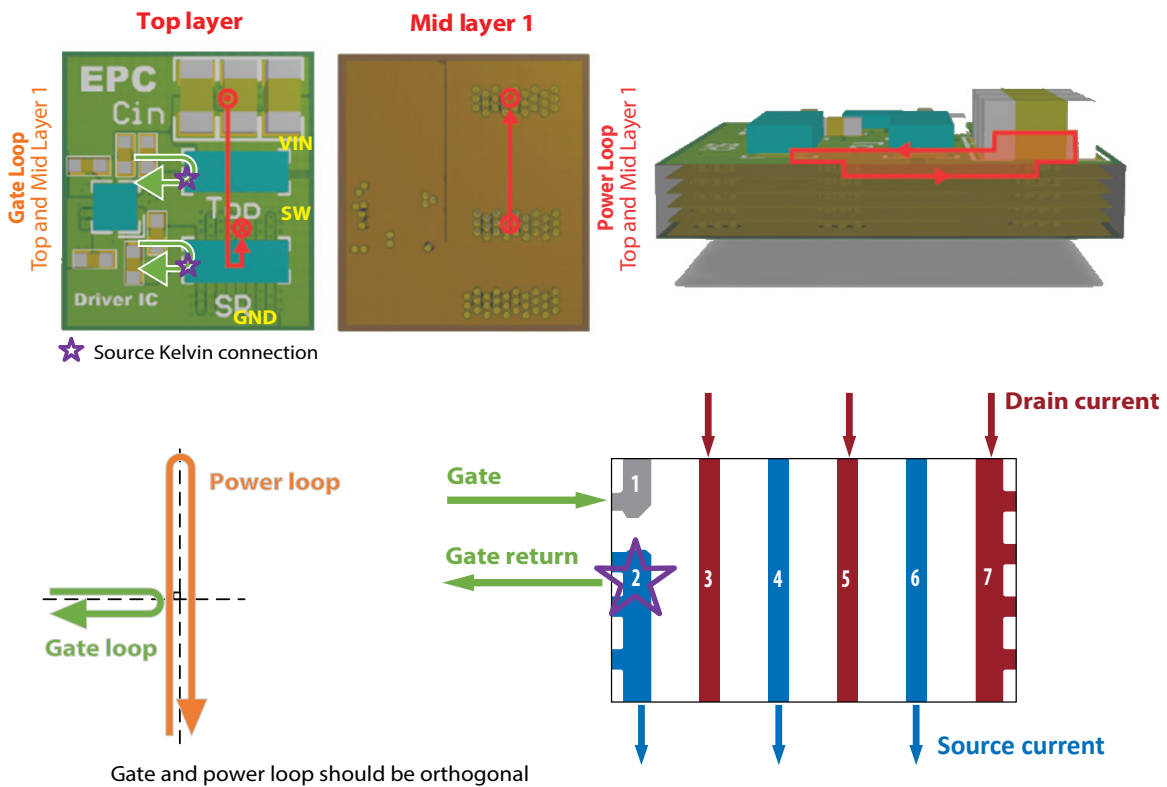 Top layer
Mid layer 1
Gate Loop
Top and Mid Layer 1
EPC
Cin
VIN
Top
SW
Driver IC
SR
GND
Power Loop
Top and Mid Layer 1
Source Kelvin connection
Power loop
Gate loop
Gate and power loop should be orthogonal
Drain current
Gate
Gate return
1
2
3
4
5
6
7
Source current